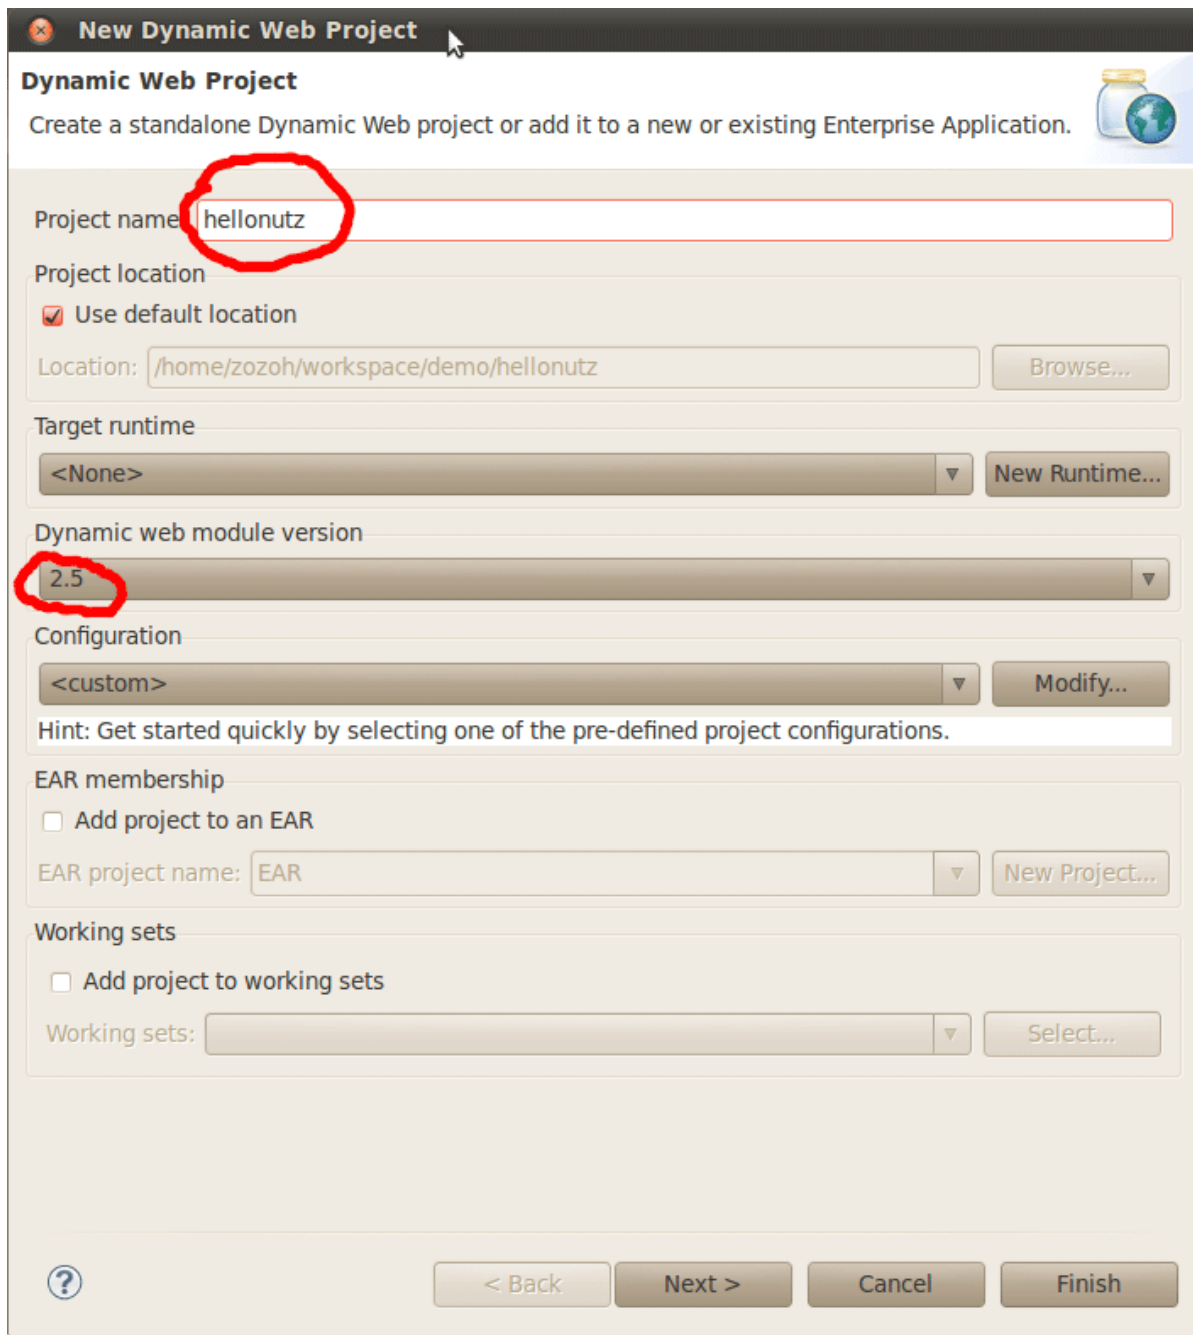 New Dynamic Web Project
Dynamic Web Project
Create a standalone Dynamic Web project or add it to a new or existing Enterprise Application.
Project name hellonutz
Project location
Use default location
Location: /home/zozoh/workspace/demo/hellonutz Browse...
Target runtime
<None> New Runtime...
Dynamic web module version
2.5
Configuration
<custom> Modify...
Hint: Get started quickly by selecting one of the pre-defined project configurations.
EAR membership
Add project to an EAR
EAR project name: EAR New Project...
Working sets
Add project to working sets
Working sets: Select...
? < Back Next > Cancel Finish